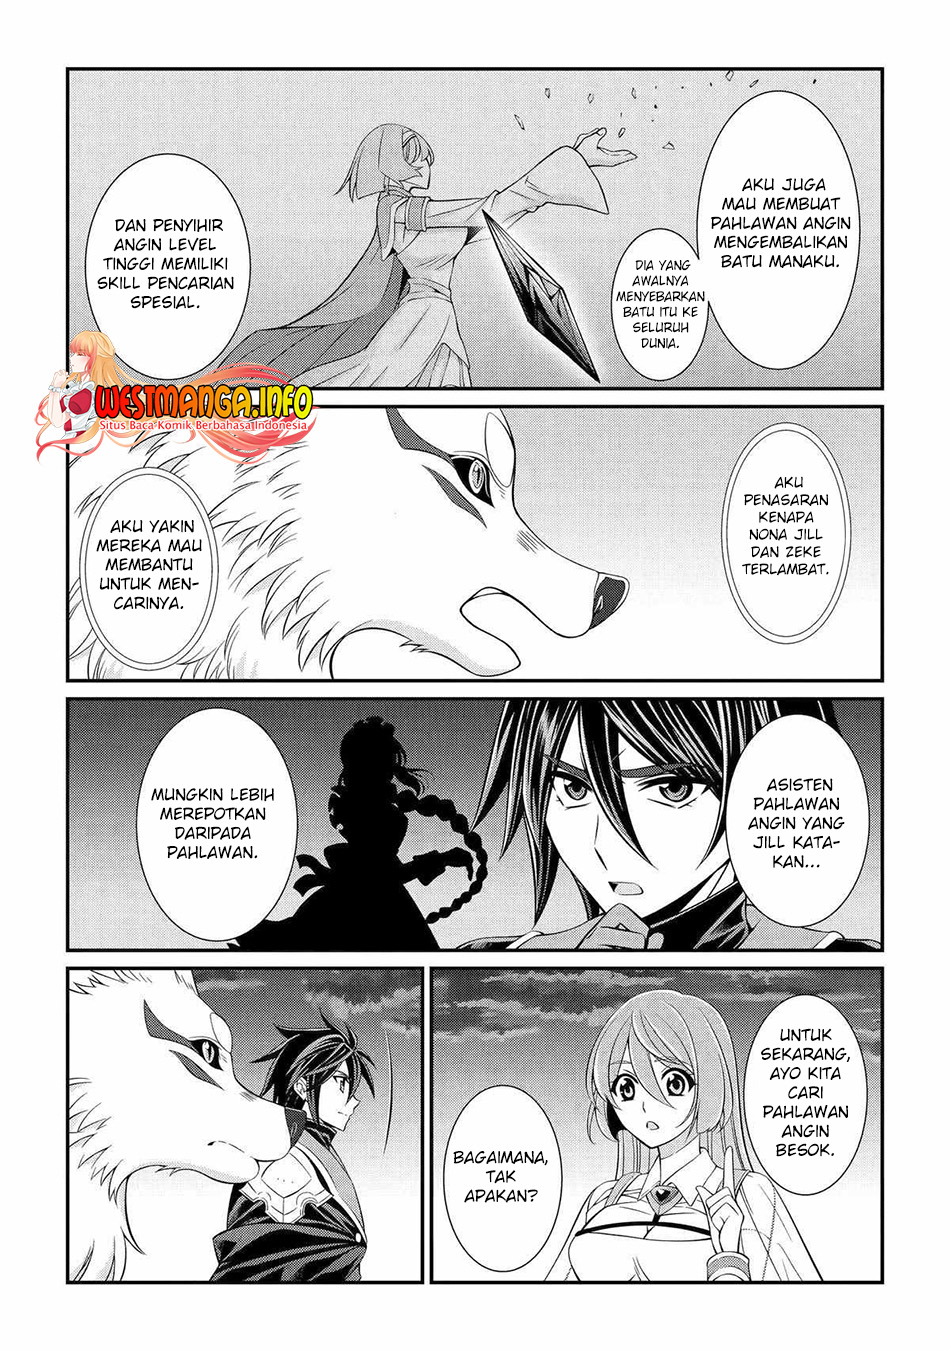 AKU JUGA
MAU MEMBUAT
PAHLAWAN ANGIN
MENGEMBALIKAN
BATU MANAKU.
DIA YANG
AWALNYA
MENYEBARKAN
BATU ITU KE
SELURUH
DUNIA.
DAN PENYIHIR
ANGIN LEVEL
TINGGI MEMILIKI
SKILL PENCARIAN
SPESIAL.
WESTMANGA.INFO
Situs Baca Komik Berbahasa Indonesia
AKU
PENASARAN
KENAPA
NONA JILL
DAN ZEKE
TERLAMBAT.
AKU YAKIN
MEREKA MAU
MEMBANTU
UNTUK MEN-
CARINYA.
ASISTEN
PAHLAWAN
ANGIN YANG
JILL KATA-
KAN...
MUNGKIN LEBIH
MEREPOTKAN
DARIPADA
PAHLAWAN.
UNTUK
SEKARANG,
AYO KITA
CARI
PAHLAWAN
ANGIN
BESOK.
BAGAIMANA,
TAK
APAKAN?